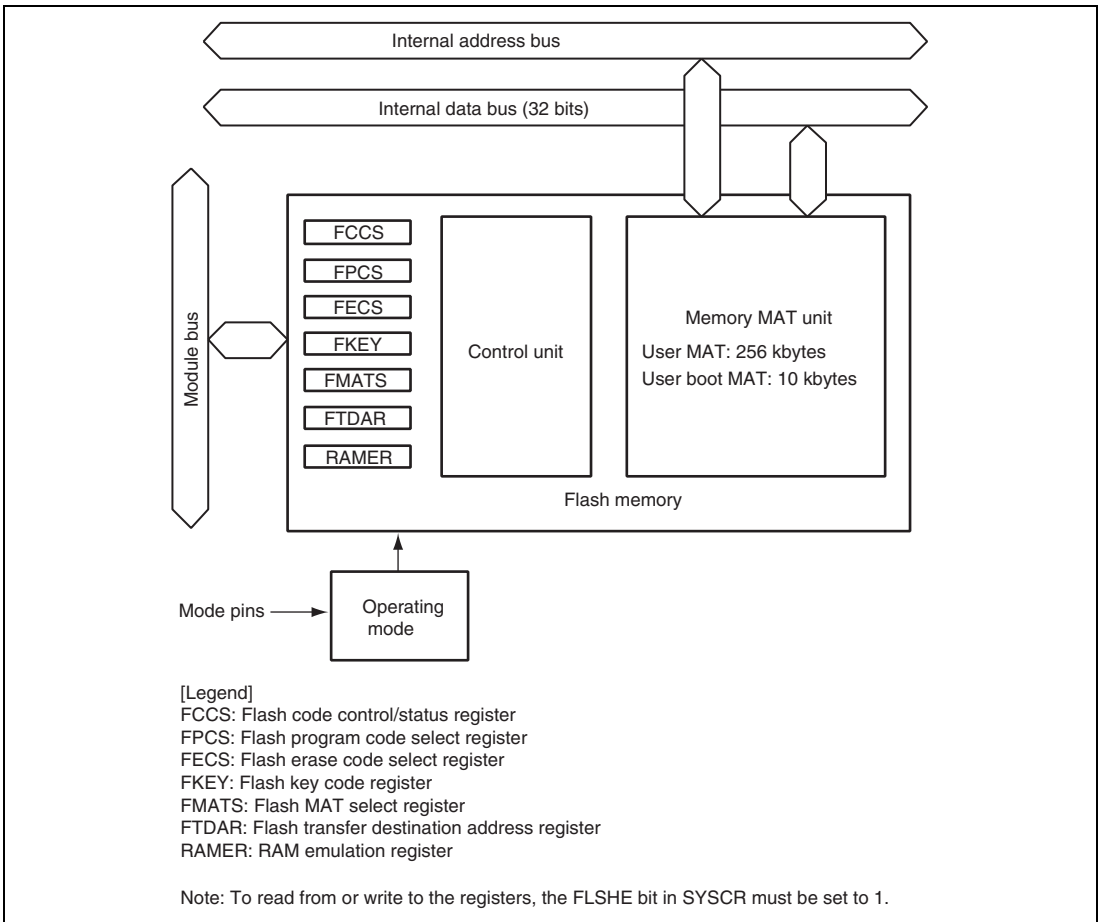 Internal address bus
Internal data bus (32 bits)
Module bus
FCCS
FPCS
FECS
FKEY
FMATS
FTDAR
RAMER
Control unit
Memory MAT unit
User MAT: 256 kbytes
User boot MAT: 10 kbytes
Flash memory
Mode pins
Operating
mode
[Legend]
FCCS: Flash code control/status register
FPCS: Flash program code select register
FECS: Flash erase code select register
FKEY: Flash key code register
FMATS: Flash MAT select register
FTDAR: Flash transfer destination address register
RAMER: RAM emulation register
Note: To read from or write to the registers, the FLSHE bit in SYSCR must be set to 1.